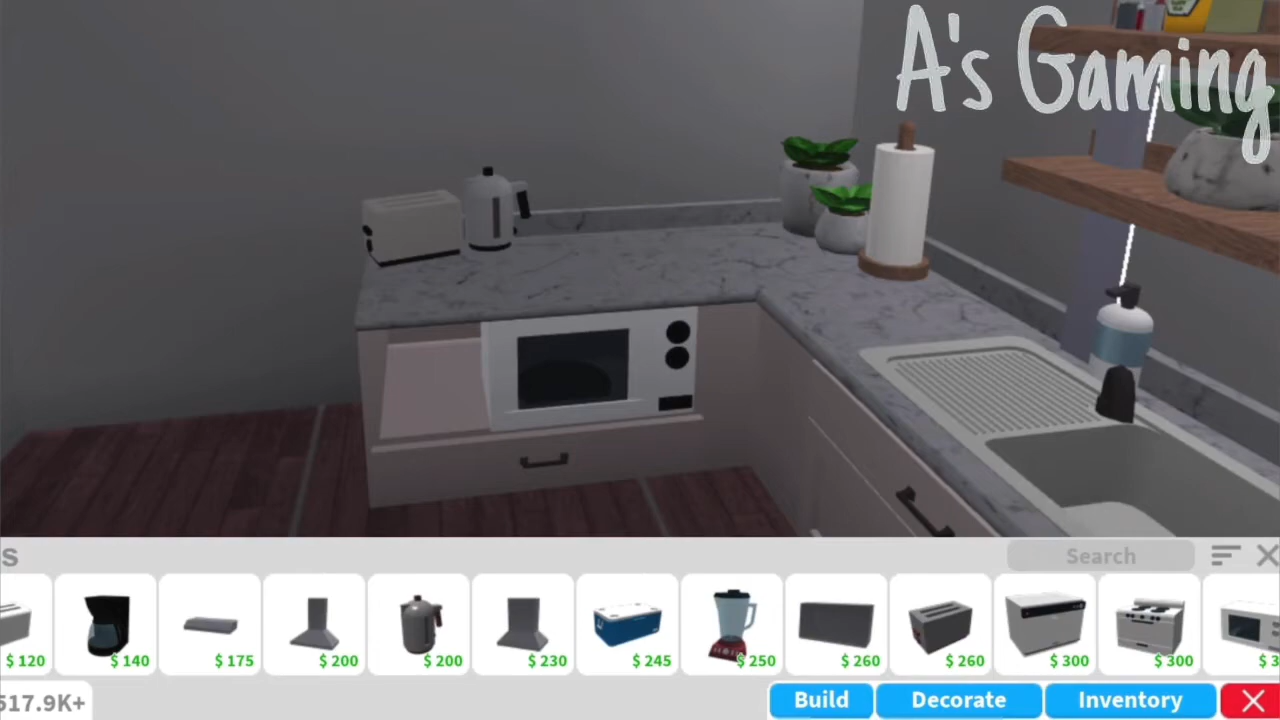 A's Gaming
S
Search
$ 120
$ 140
$ 175
$ 200
$ 200
$ 230
$ 245
$ 250
$ 260
$ 260
$ 300
$ 300
$ 3
517.9K+
Build
Decorate
Inventory